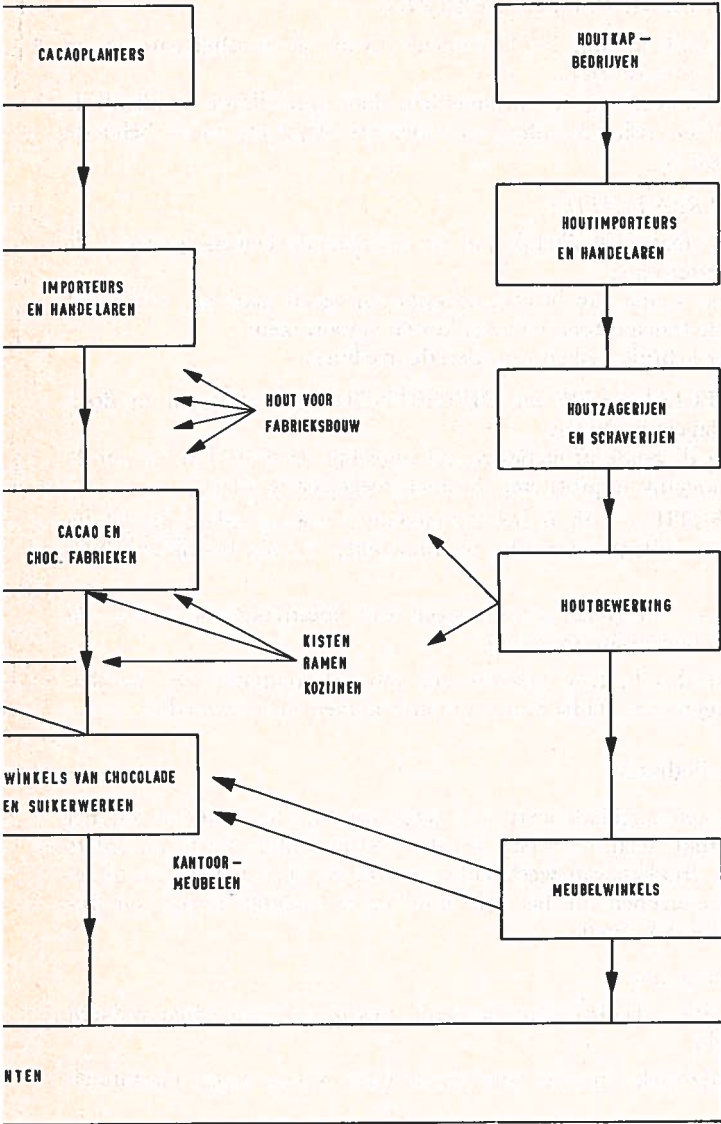 CACAOPLANTERS
HOUTKAP –
BEDRIJVEN
HOUTIMPORTEURS
EN HANDELAREN
IMPORTEURS
EN HANDELAREN
HOUT VOOR
FABRIEKSBOUW
HOUTZAGERIJEN
EN SCHAVERIJEN
CACAO EN
CHOC. FABRIEKEN
HOUTBEWERKING
KISTEN
RAMEN
KOZIJNEN
WINKELS VAN CHOCOLADE
EN SUIKERWERKEN
KANTOOR –
MEUBELEN
MEUBELWINKELS
NTEN